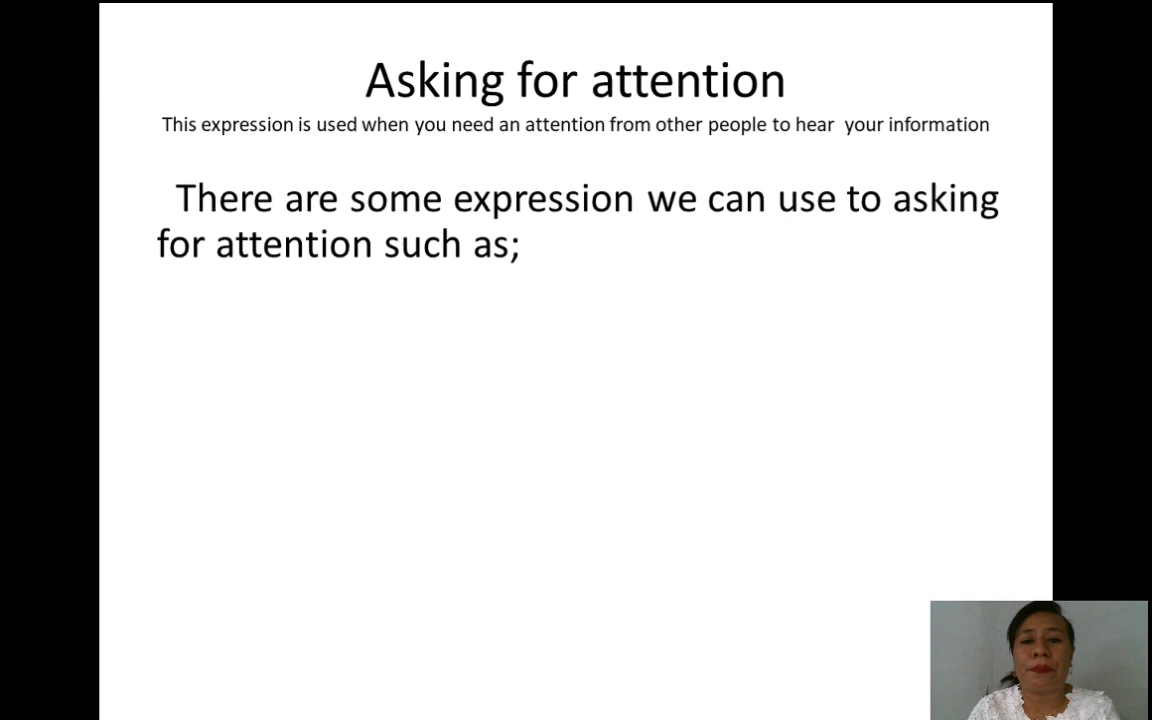 Asking for attention
This expression is used when you need an attention from other people to hear your information
There are some expression we can use to asking
for attention such as;